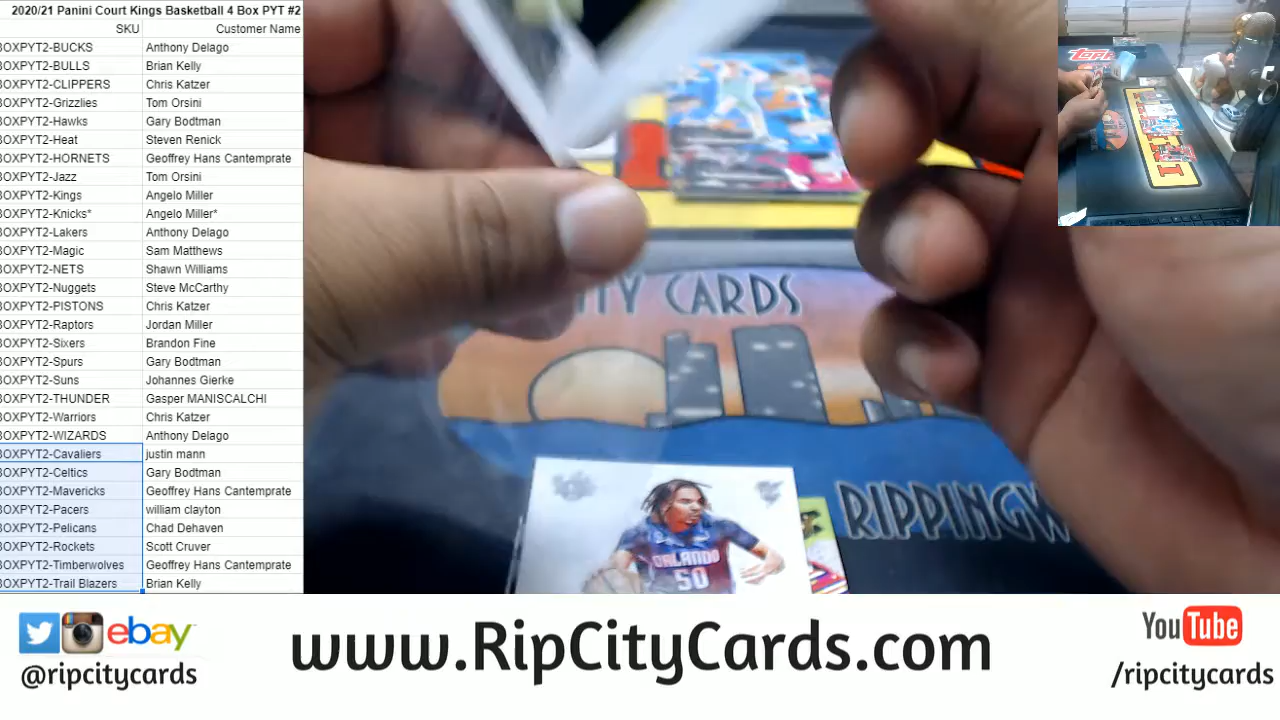 2020/21 Panini Court Kings Basketball 4 Box PYT #2
SKU Customer Name
BOXPYT2-BUCKS Anthony Delago
BOXPYT2-BULLS Brian Kelly
BOXPYT2-CLIPPERS Chris Katzer
BOXPYT2-Grizzlies Tom Orsini
BOXPYT2-Hawks Gary Bodtman
BOXPYT2-Heat Steven Renick
BOXPYT2-HORNETS Geoffrey Hans Cantemprate
BOXPYT2-Jazz Tom Orsini
BOXPYT2-Kings Angelo Miller
BOXPYT2-Knicks* Angelo Miller*
BOXPYT2-Lakers Anthony Delago
BOXPYT2-Magic Sam Matthews
BOXPYT2-NETS Shawn Williams
BOXPYT2-Nuggets Steve McCarthy
BOXPYT2-PISTONS Chris Katzer
BOXPYT2-Raptors Jordan Miller
BOXPYT2-Sixers Brandon Fine
BOXPYT2-Spurs Gary Bodtman
BOXPYT2-Suns Johannes Gierke
BOXPYT2-THUNDER Gasper MANISCALCHI
BOXPYT2-Warriors Chris Katzer
BOXPYT2-WIZARDS Anthony Delago
BOXPYT2-Cavaliers justin mann
BOXPYT2-Celtics Gary Bodtman
BOXPYT2-Mavericks Geoffrey Hans Cantemprate
BOXPYT2-Pacers william clayton
BOXPYT2-Pelicans Chad Dehaven
BOXPYT2-Rockets Scott Cruver
BOXPYT2-Timberwolves Geoffrey Hans Cantemprate
BOXPYT2-Trail Blazers Brian Kelly
TOPPS
CITY CARDS
RIPPINGW
ORLANDO
50
ebay
@ripcitycards
www.RipCityCards.com
YouTube
/ripcitycards